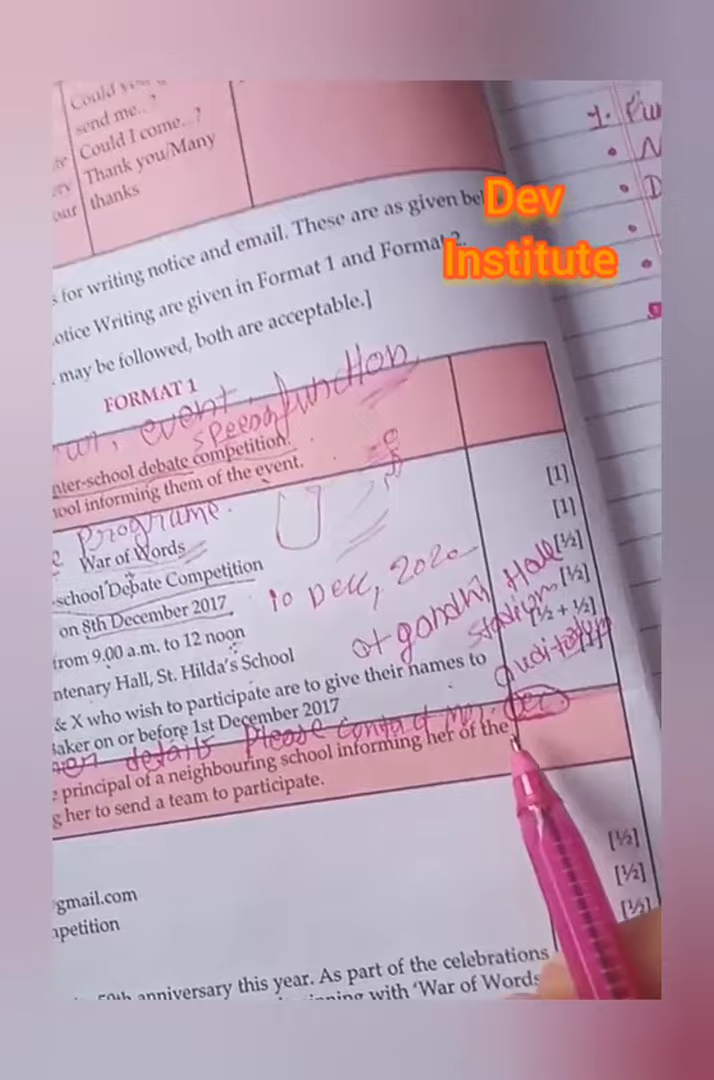 Could you
send me...?
Could I come...?
Thank you/Many
thanks
Dev
Institute
s for writing notice and email. These are as given
otice Writing are given in Format 1 and Format 2.
may be followed, both are acceptable.]
FORMAT 1
event, function
speech
nter-school debate competition.
ool informing them of the event.
Programe.
War of Words
-school Debate Competition
on 8th December 2017
10 Dec, 2020
from 9.00 a.m. to 12 noon
at gandhi Hall
stadium
ntenary Hall, St. Hilda's School
& X who wish to participate are to give their names to
aker on or before 1st December 2017
details Please contact
principal of a neighbouring school informing her of the
g her to send a team to participate.
[1]
[1]
[½]
[½]
[½ + ½]
[½]
[½]
[½]
gmail.com
petition
50th anniversary this year. As part of the celebrations
with 'War of Words